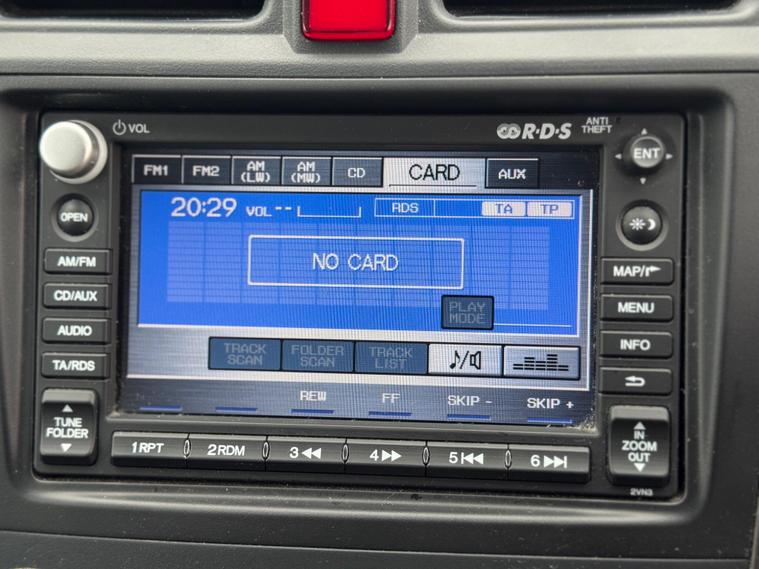 VOL
R·D·S
ANTI
THEFT
ENT
OPEN
AM/FM
CD/AUX
AUDIO
TA/RDS
TUNE
FOLDER
FM1
FM2
AM
(LW)
AM
(MW)
CD
CARD
AUX
20:29
VOL--
RDS
TA
TP
NO CARD
PLAY
MODE
TRACK
SCAN
FOLDER
SCAN
TRACK
LIST
REW
FF
SKIP -
SKIP +
MAP/
MENU
INFO
IN
ZOOM
OUT
1 RPT
2 RDM
3
4
5
6
2VN3